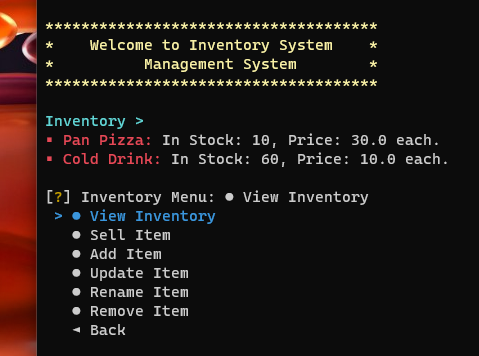 *************************************
*    Welcome to Inventory System    *
*          Management System        *
*************************************
Inventory >
▪ Pan Pizza: In Stock: 10, Price: 30.0 each.
▪ Cold Drink: In Stock: 60, Price: 10.0 each.
[?] Inventory Menu: ● View Inventory
 > ● View Inventory
   ● Sell Item
   ● Add Item
   ● Update Item
   ● Rename Item
   ● Remove Item
   ◄ Back